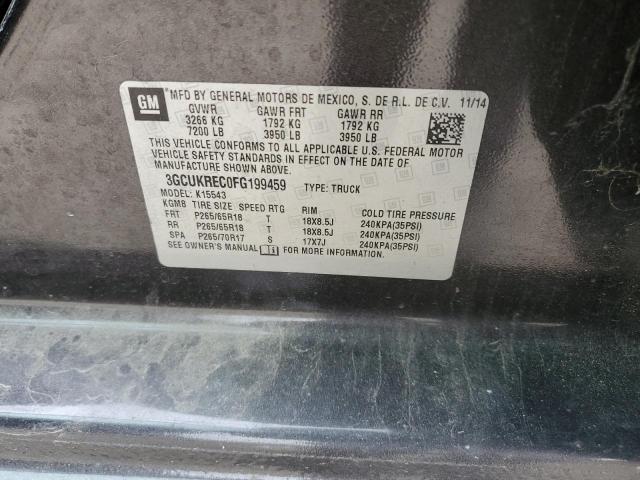 GM
MFD BY GENERAL MOTORS DE MEXICO, S. DE R.L. DE C.V. 11/14
GVWR GAWR FRT GAWR RR
3266 KG 1792 KG 1792 KG
7200 LB 3950 LB 3950 LB
THIS VEHICLE CONFORMS TO ALL APPLICABLE U.S. FEDERAL MOTOR
VEHICLE SAFETY AND THEFT PREVENTION STANDARDS IN EFFECT ON THE DATE OF
MANUFACTURE SHOWN ABOVE.
3GCUKREC0FG199459 TYPE: TRUCK
MODEL: K15543
KGMB TIRE SIZE SPEED RTG RIM COLD TIRE PRESSURE
FRT P265/65R18 T 18X8.5J 240KPA(35PSI)
RR P265/65R18 T 18X8.5J 240KPA(35PSI)
SPA P265/70R17 S 17X7J 240KPA(35PSI)
SEE OWNER'S MANUAL FOR MORE INFORMATION.